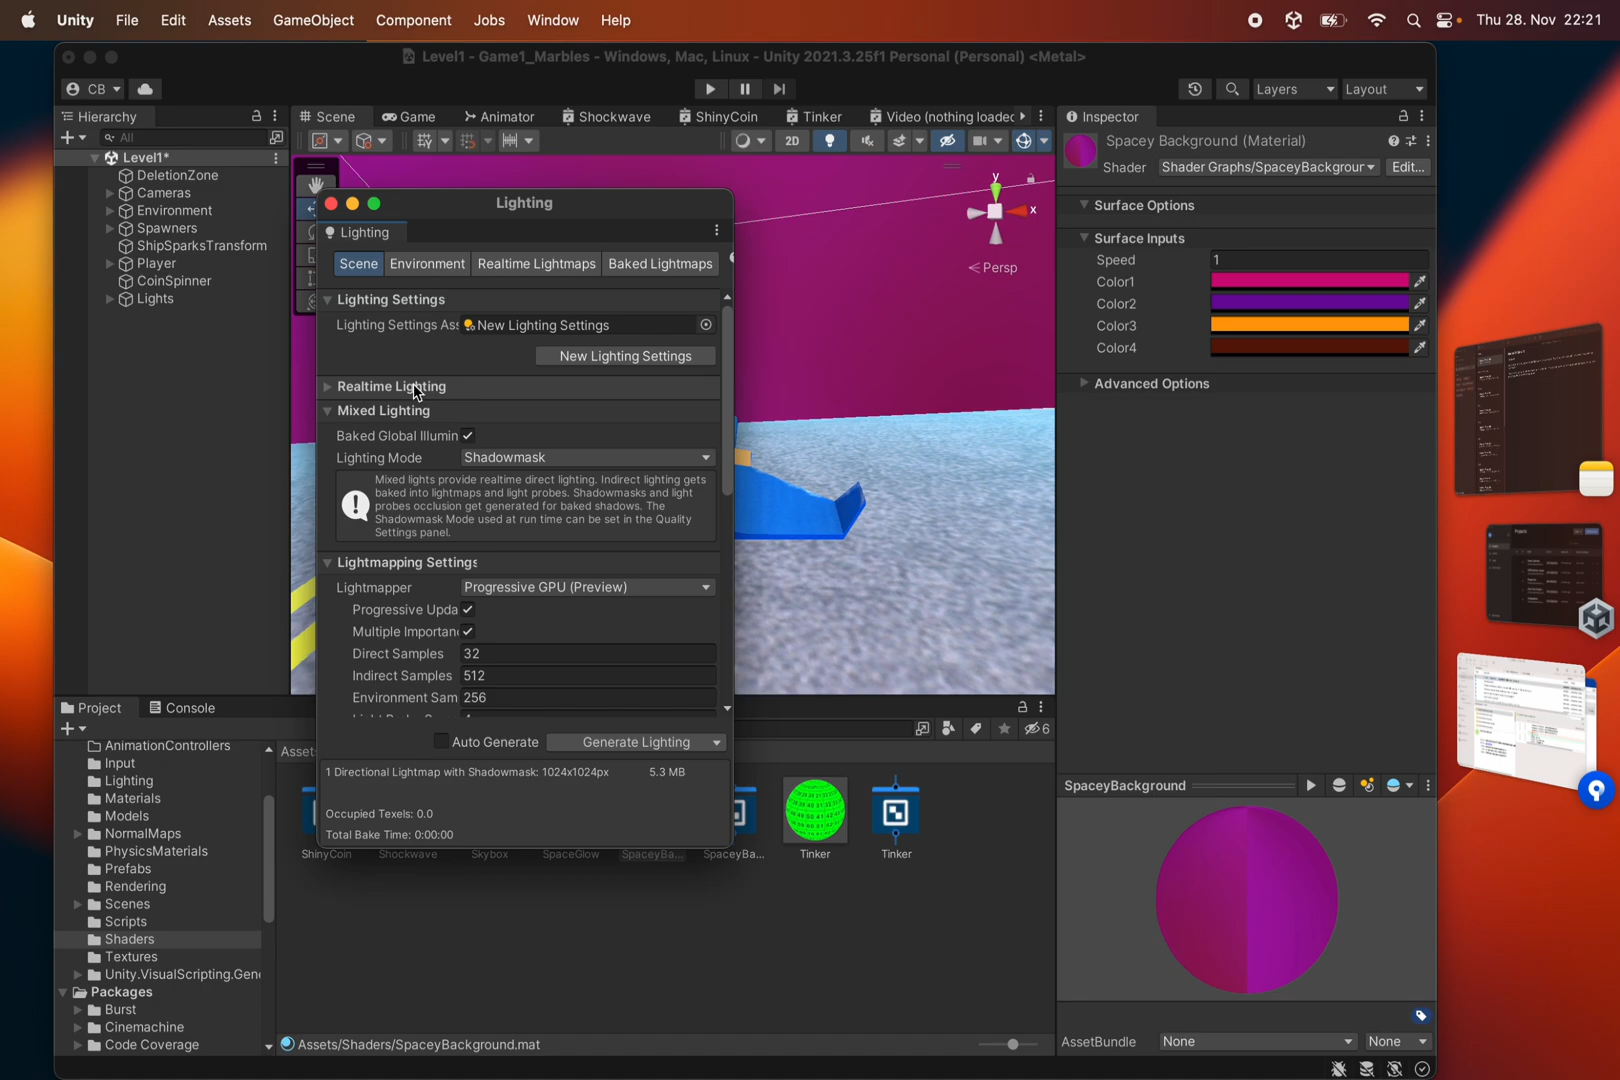 Unity File Edit Assets GameObject Component Jobs Window Help
Thu 28. Nov 22:21
Level1 - Game1_Marbles - Windows, Mac, Linux - Unity 2021.3.25f1 Personal (Personal) <Metal>
CB
Layers Layout
Hierarchy
All
Level1*
DeletionZone
Cameras
Environment
Spawners
ShipSparksTransform
Player
CoinSpinner
Lights
Scene Game Animator Shockwave ShinyCoin Tinker Video (nothing loaded
2D
y
x
Persp
Lighting
Lighting
Scene Environment Realtime Lightmaps Baked Lightmaps
Lighting Settings
Lighting Settings Ass New Lighting Settings
New Lighting Settings
Realtime Lighting
Mixed Lighting
Baked Global Illumin
Lighting Mode Shadowmask
Mixed lights provide realtime direct lighting. Indirect lighting gets
baked into lightmaps and light probes. Shadowmasks and light
probes occlusion get generated for baked shadows. The
Shadowmask Mode used at run time can be set in the Quality
Settings panel.
Lightmapping Settings
Lightmapper Progressive GPU (Preview)
Progressive Upda
Multiple Importan
Direct Samples 32
Indirect Samples 512
Environment Sam 256
Auto Generate Generate Lighting
1 Directional Lightmap with Shadowmask: 1024x1024px 5.3 MB
Occupied Texels: 0.0
Total Bake Time: 0:00:00
Inspector
Spacey Background (Material)
Shader Shader Graphs/SpaceyBackgrour Edit...
Surface Options
Surface Inputs
Speed 1
Color1
Color2
Color3
Color4
Advanced Options
Project Console
6
AnimationControllers
Input
Lighting
Materials
Models
NormalMaps
PhysicsMaterials
Prefabs
Rendering
Scenes
Scripts
Shaders
Textures
Unity.VisualScripting.Gene
Packages
Burst
Cinemachine
Code Coverage
Asset
ShinyCoin Shockwave Skybox SpaceGlow SpaceyBa... SpaceyBa... Tinker Tinker
Assets/Shaders/SpaceyBackground.mat
SpaceyBackground
AssetBundle None None